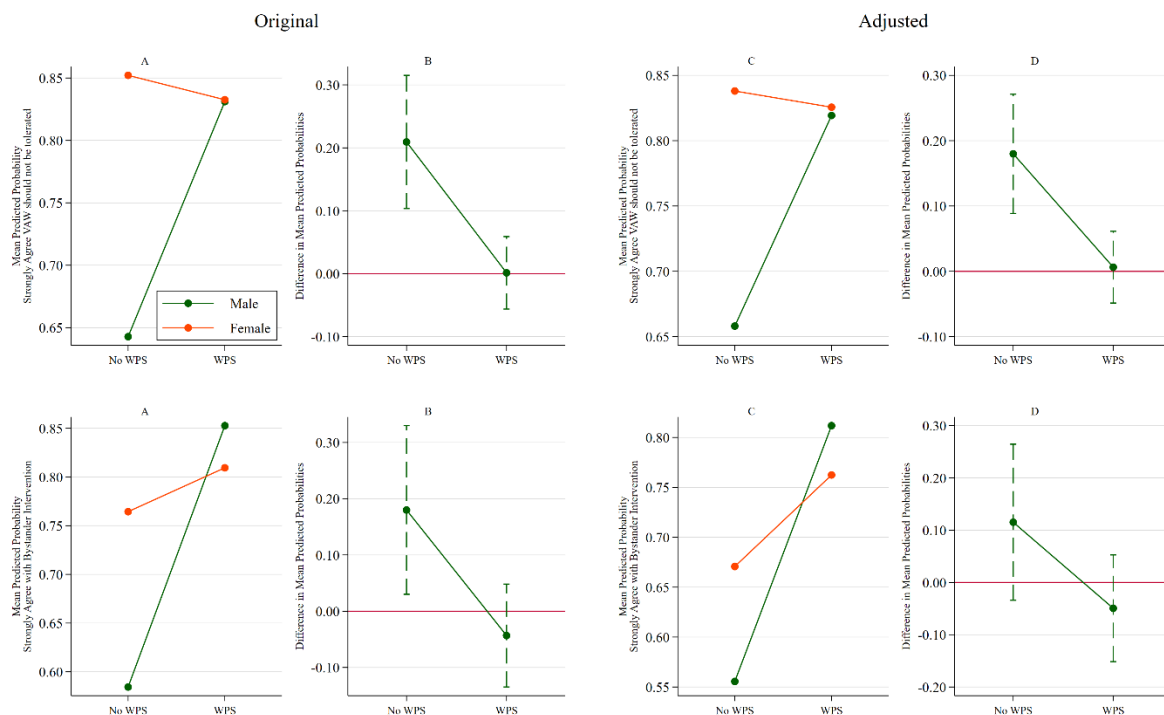 Original
Adjusted
A
Mean Predicted Probability
Strongly Agree VAW should not be tolerated
0.85
0.80
0.75
0.70
0.65
Male
Female
No WPS
WPS
B
Difference in Mean Predicted Probabilities
0.30
0.20
0.10
0.00
-0.10
No WPS
WPS
C
Mean Predicted Probability
Strongly Agree VAW should not be tolerated
0.85
0.80
0.75
0.70
0.65
No WPS
WPS
D
Difference in Mean Predicted Probabilities
0.30
0.20
0.10
0.00
-0.10
No WPS
WPS
A
Mean Predicted Probability
Strongly Agree with Bystander Intervention
0.85
0.80
0.75
0.70
0.65
0.60
No WPS
WPS
B
Difference in Mean Predicted Probabilities
0.30
0.20
0.10
0.00
-0.10
No WPS
WPS
C
Mean Predicted Probability
Strongly Agree with Bystander Intervention
0.80
0.75
0.70
0.65
0.60
0.55
No WPS
WPS
D
Difference in Mean Predicted Probabilities
0.30
0.20
0.10
0.00
-0.10
-0.20
No WPS
WPS